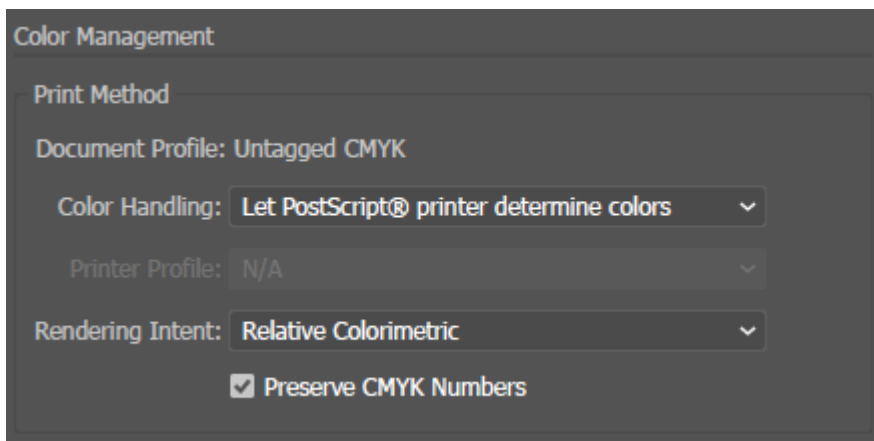 Color Management
Print Method
Document Profile: Untagged CMYK
Color Handling: Let PostScript® printer determine colors
Printer Profile: N/A
Rendering Intent: Relative Colorimetric
Preserve CMYK Numbers